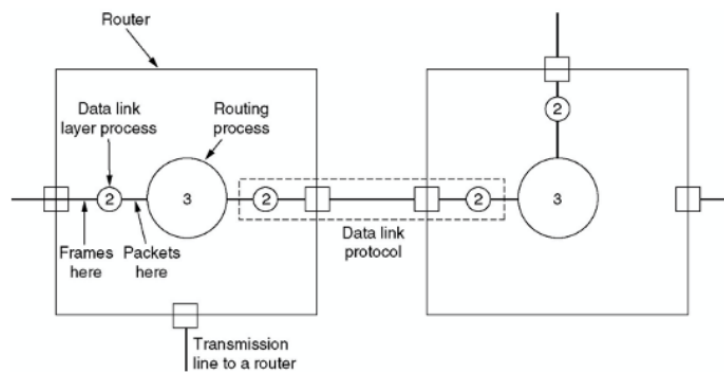 Router
Data link
layer process
Routing
process
2
3
2
2
3
2
Frames
here
Packets
here
Data link
protocol
Transmission
line to a router